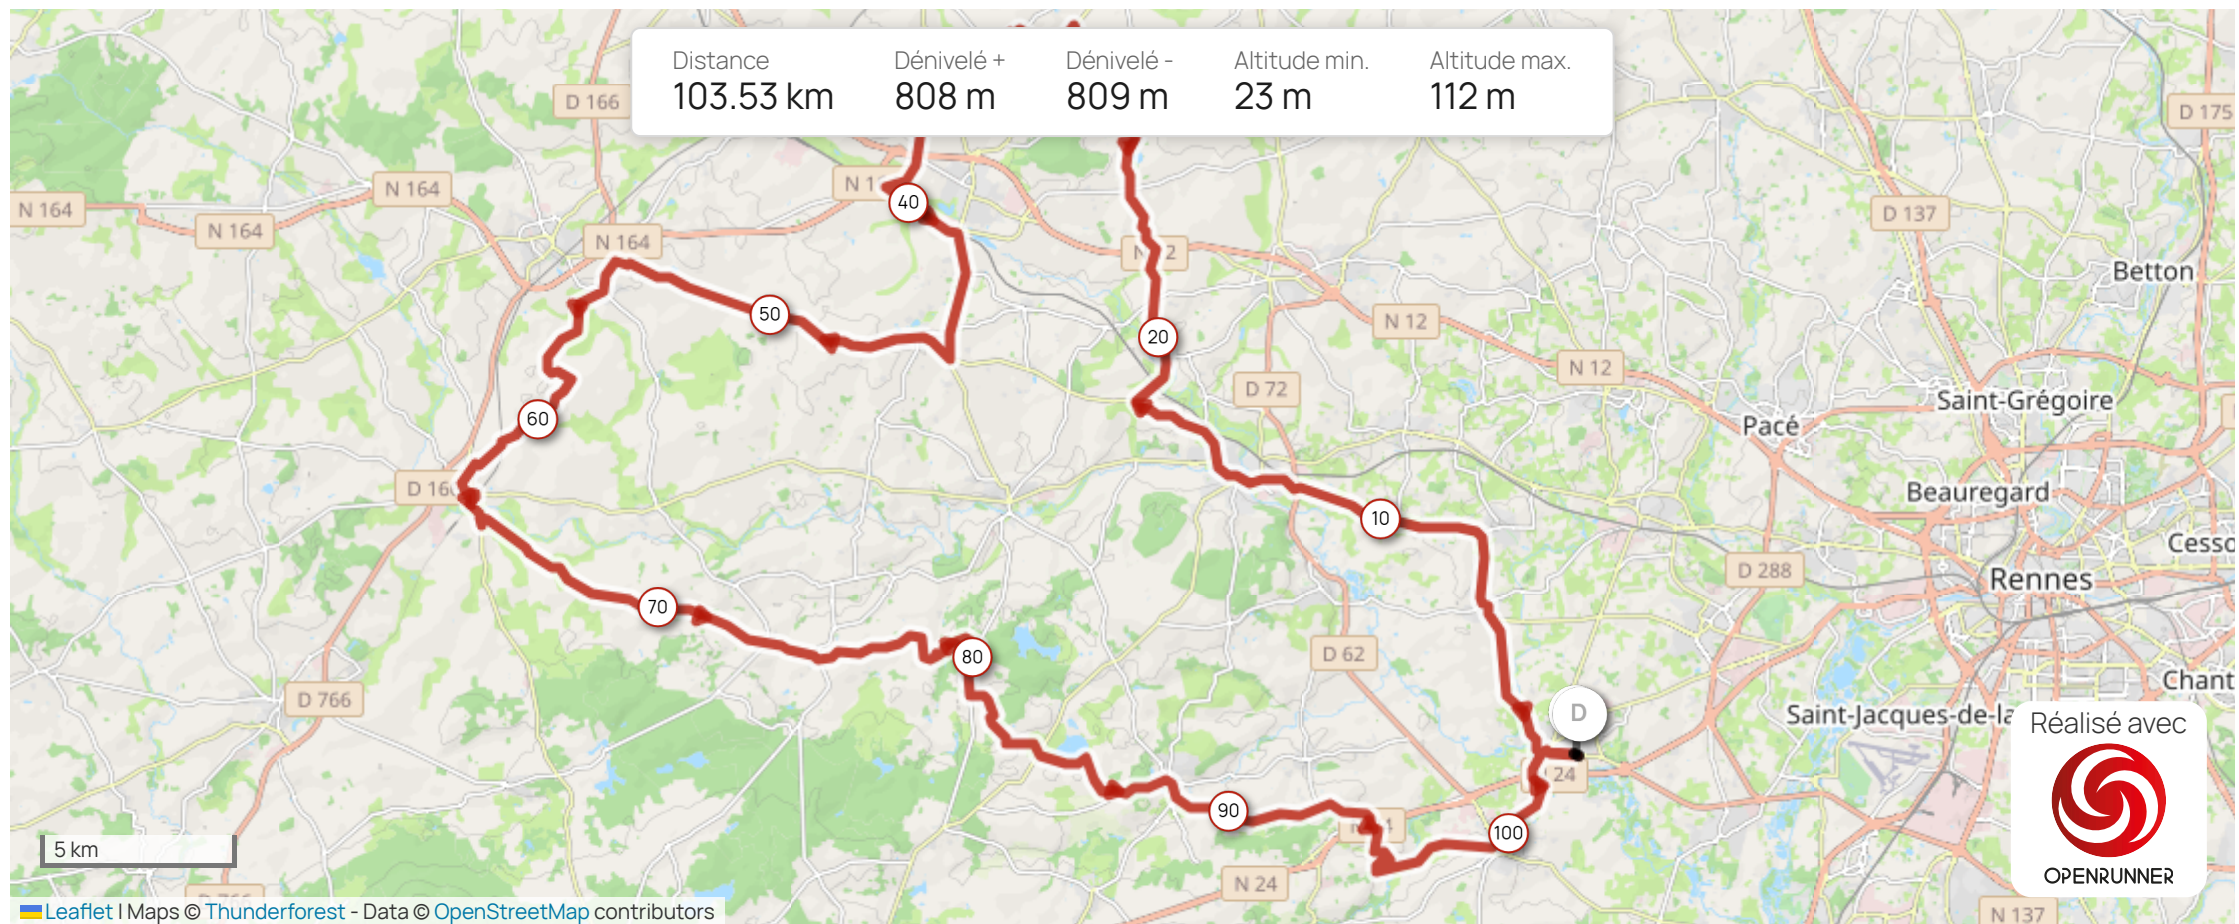 Distance
103.53 km
Dénivelé +
808 m
Dénivelé -
809 m
Altitude min.
23 m
Altitude max.
112 m
D 166
D 175
N 164
N 164
N 164
N 164
40
D 137
Betton
50
20
N 12
N 12
D 72
Saint-Grégoire
Pacé
60
Beauregard
10
Cesso
D 288
Rennes
70
D 62
80
Chant
D 766
D
Saint-Jacques-de-la
Réalisé avec
OPENRUNNER
24
90
100
5 km
N 24
N 137
Leaflet | Maps © Thunderforest - Data © OpenStreetMap contributors